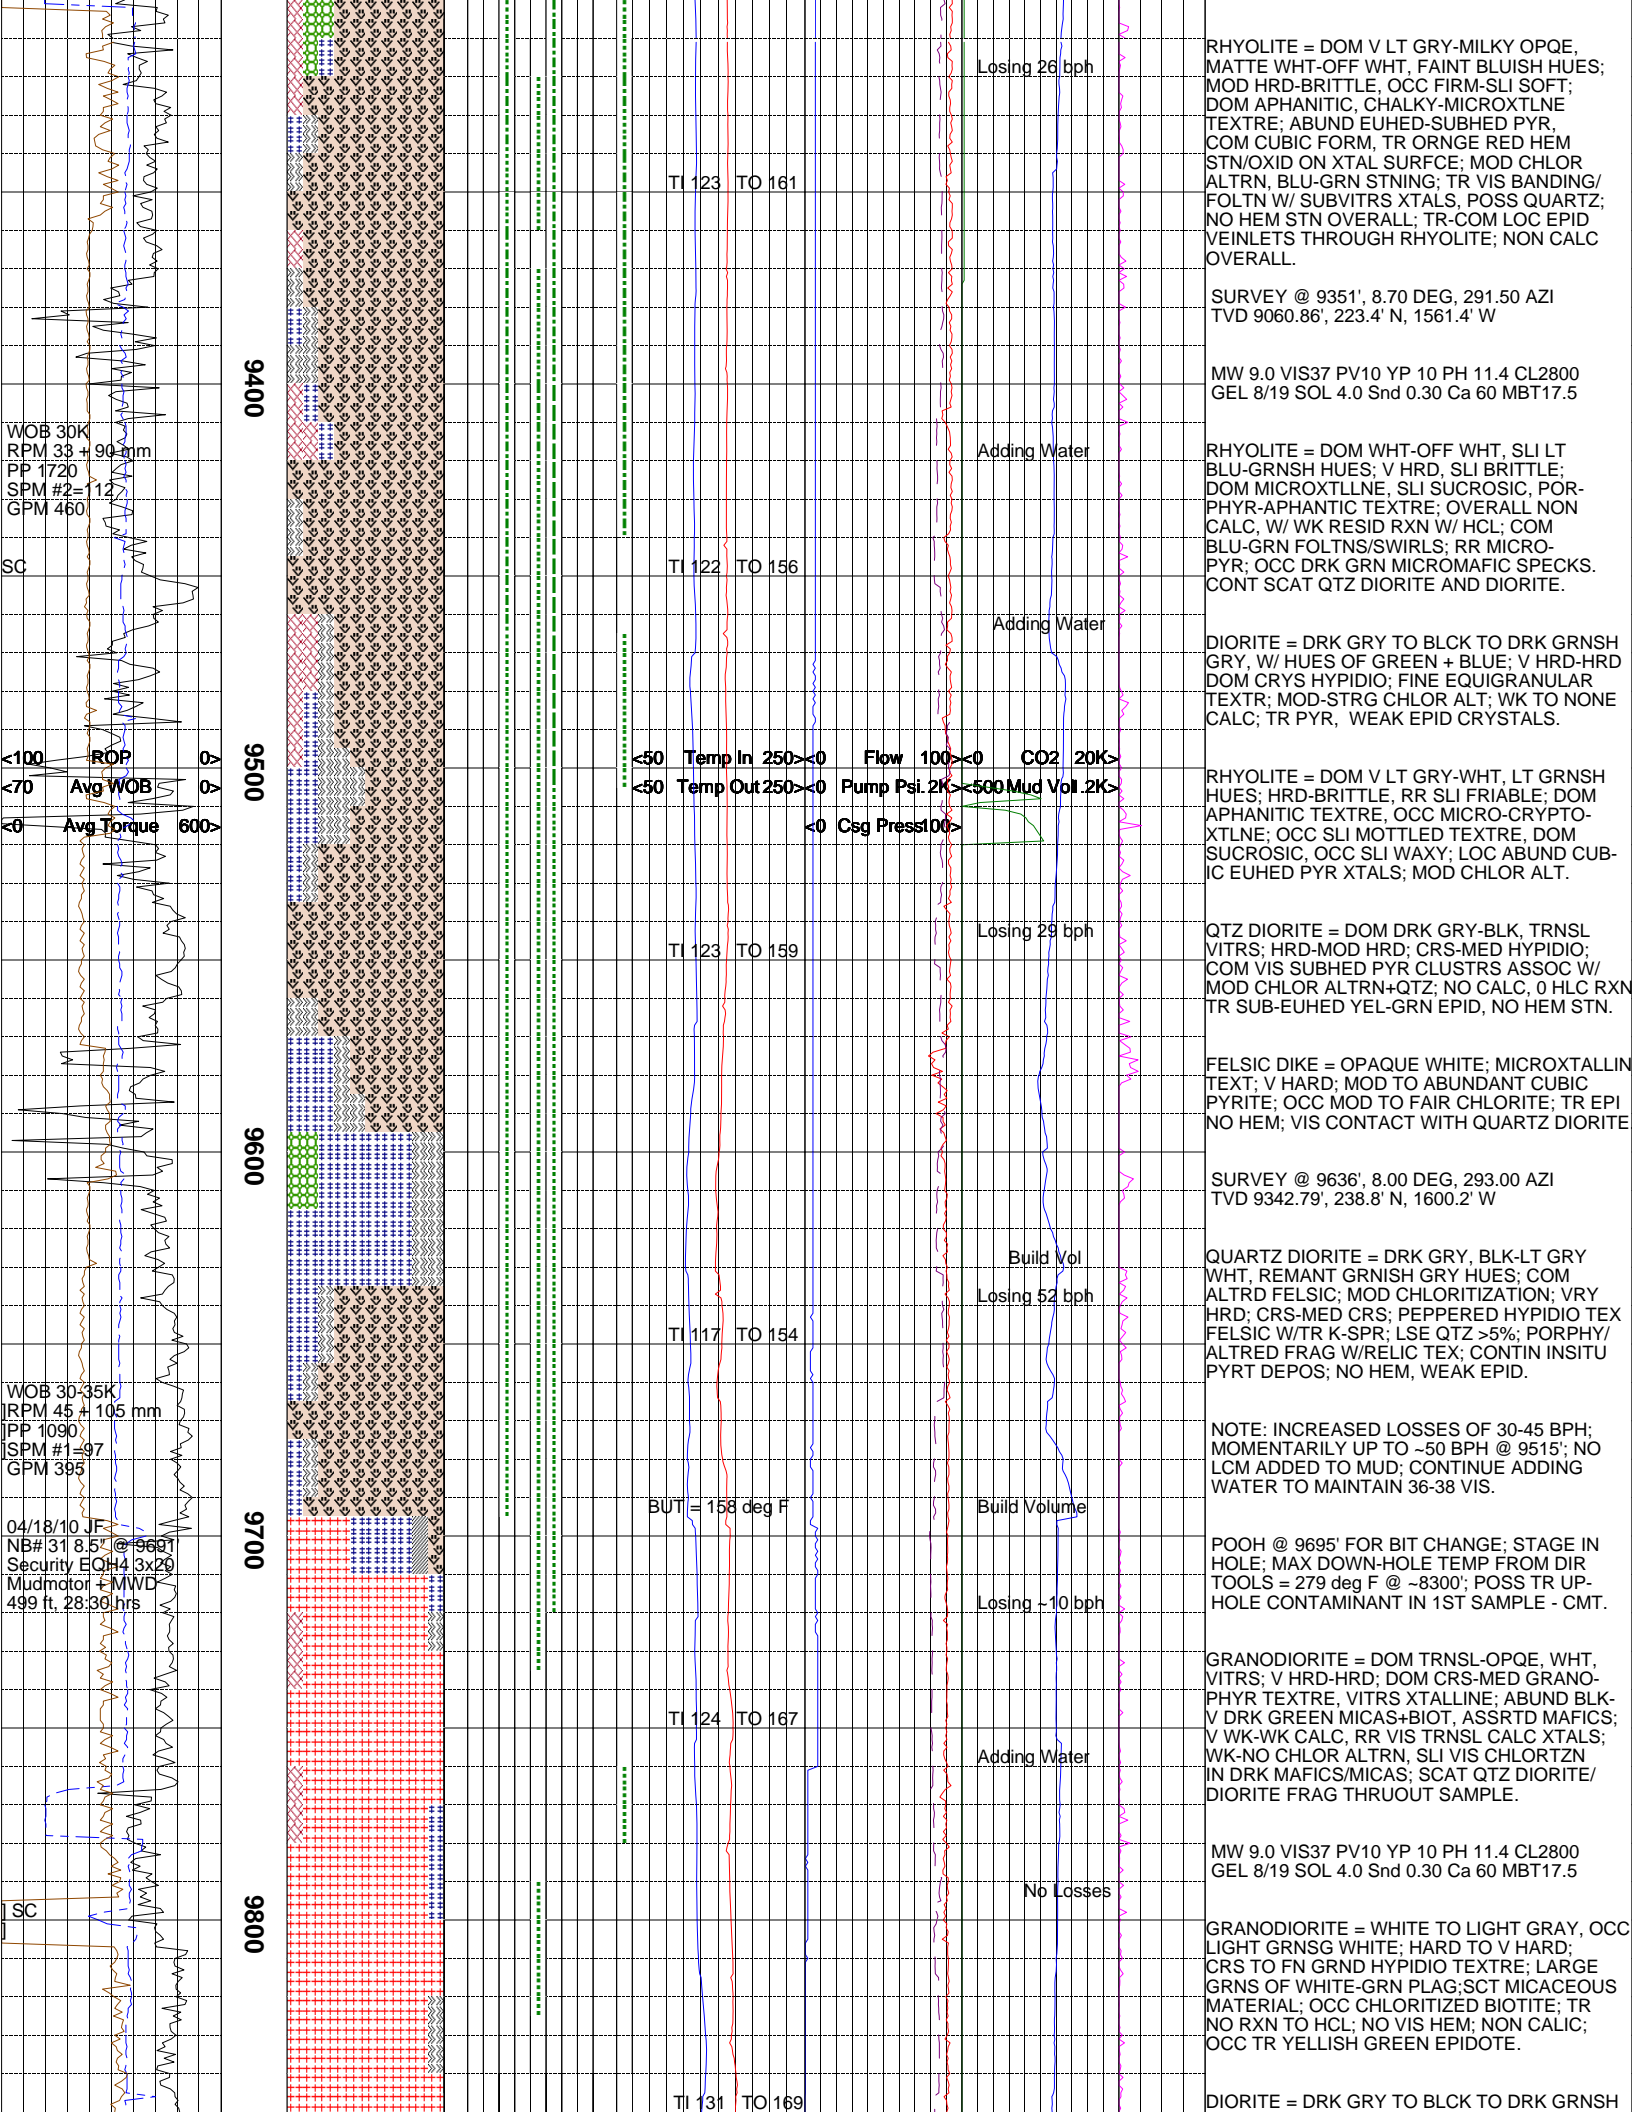 WOB 30K
RPM 33 + 90 mm
PP 1720
SPM #2=112
GPM 460
SC
<100 ROP 0>
<70 Avg WOB 0>
<0 Avg Torque 600>
WOB 30-35K
]RPM 45 + 105 mm
]PP 1090
]SPM #1=97
GPM 395
04/18/10 JF
NB# 31 8.5" @ 9691'
Security EQH4 3x20
Mudmotor + MWD
499 ft, 28:30 hrs
] SC
]
9400
9500
9600
9700
9800
TI 123 TO 161
TI 122 TO 156
<50 Temp In 250>
<50 Temp Out 250>
TI 123 TO 159
TI 117 TO 154
BUT = 158 deg F
TI 124 TO 167
TI 131 TO 169
<0 Flow 100>
<0 Pump Psi. 2K>
<0 Csg Press 100>
<0 CO2 20K>
<500 Mud Vol .2K>
Losing 26 bph
Adding Water
Adding Water
Losing 29 bph
Build Vol
Losing 52 bph
Build Volume
Losing ~10 bph
Adding Water
No Losses
RHYOLITE = DOM V LT GRY-MILKY OPQE,
MATTE WHT-OFF WHT, FAINT BLUISH HUES;
MOD HRD-BRITTLE, OCC FIRM-SLI SOFT;
DOM APHANITIC, CHALKY-MICROXTLNE
TEXTRE; ABUND EUHED-SUBHED PYR,
COM CUBIC FORM, TR ORNGE RED HEM
STN/OXID ON XTAL SURFCE; MOD CHLOR
ALTRN, BLU-GRN STNING; TR VIS BANDING/
FOLTN W/ SUBVITRS XTALS, POSS QUARTZ;
NO HEM STN OVERALL; TR-COM LOC EPID
VEINLETS THROUGH RHYOLITE; NON CALC
OVERALL.
SURVEY @ 9351', 8.70 DEG, 291.50 AZI
TVD 9060.86', 223.4' N, 1561.4' W
MW 9.0 VIS37 PV10 YP 10 PH 11.4 CL2800
GEL 8/19 SOL 4.0 Snd 0.30 Ca 60 MBT17.5
RHYOLITE = DOM WHT-OFF WHT, SLI LT
BLU-GRNSH HUES; V HRD, SLI BRITTLE;
DOM MICROXTLLNE, SLI SUCROSIC, POR-
PHYR-APHANTIC TEXTRE; OVERALL NON
CALC, W/ WK RESID RXN W/ HCL; COM
BLU-GRN FOLTNS/SWIRLS; RR MICRO-
PYR; OCC DRK GRN MICROMAFIC SPECKS.
CONT SCAT QTZ DIORITE AND DIORITE.
DIORITE = DRK GRY TO BLCK TO DRK GRNSH
GRY, W/ HUES OF GREEN + BLUE; V HRD-HRD
DOM CRYS HYPIDIO; FINE EQUIGRANULAR
TEXTR; MOD-STRG CHLOR ALT; WK TO NONE
CALC; TR PYR, WEAK EPID CRYSTALS.
RHYOLITE = DOM V LT GRY-WHT, LT GRNSH
HUES; HRD-BRITTLE, RR SLI FRIABLE; DOM
APHANITIC TEXTRE, OCC MICRO-CRYPTO-
XTLNE; OCC SLI MOTTLED TEXTRE, DOM
SUCROSIC, OCC SLI WAXY; LOC ABUND CUB-
IC EUHED PYR XTALS; MOD CHLOR ALT.
QTZ DIORITE = DOM DRK GRY-BLK, TRNSL
VITRS; HRD-MOD HRD; CRS-MED HYPIDIO;
COM VIS SUBHED PYR CLUSTRS ASSOC W/
MOD CHLOR ALTRN+QTZ; NO CALC, 0 HLC RXN
TR SUB-EUHED YEL-GRN EPID, NO HEM STN.
FELSIC DIKE = OPAQUE WHITE; MICROXTALLIN
TEXT; V HARD; MOD TO ABUNDANT CUBIC
PYRITE; OCC MOD TO FAIR CHLORITE; TR EPI
NO HEM; VIS CONTACT WITH QUARTZ DIORITE
SURVEY @ 9636', 8.00 DEG, 293.00 AZI
TVD 9342.79', 238.8' N, 1600.2' W
QUARTZ DIORITE = DRK GRY, BLK-LT GRY
WHT, REMANT GRNISH GRY HUES; COM
ALTRD FELSIC; MOD CHLORITIZATION; VRY
HRD; CRS-MED CRS; PEPPERED HYPIDIO TEX
FELSIC W/TR K-SPR; LSE QTZ >5%; PORPHY/
ALTRED FRAG W/RELIC TEX; CONTIN INSITU
PYRT DEPOS; NO HEM, WEAK EPID.
NOTE: INCREASED LOSSES OF 30-45 BPH;
MOMENTARILY UP TO ~50 BPH @ 9515'; NO
LCM ADDED TO MUD; CONTINUE ADDING
WATER TO MAINTAIN 36-38 VIS.
POOH @ 9695' FOR BIT CHANGE; STAGE IN
HOLE; MAX DOWN-HOLE TEMP FROM DIR
TOOLS = 279 deg F @ ~8300'; POSS TR UP-
HOLE CONTAMINANT IN 1ST SAMPLE - CMT.
GRANODIORITE = DOM TRNSL-OPQE, WHT,
VITRS; V HRD-HRD; DOM CRS-MED GRANO-
PHYR TEXTRE, VITRS XTALLINE; ABUND BLK-
V DRK GREEN MICAS+BIOT, ASSRTD MAFICS;
V WK-WK CALC, RR VIS TRNSL CALC XTALS;
WK-NO CHLOR ALTRN, SLI VIS CHLORTZN
IN DRK MAFICS/MICAS; SCAT QTZ DIORITE/
DIORITE FRAG THRUOUT SAMPLE.
MW 9.0 VIS37 PV10 YP 10 PH 11.4 CL2800
GEL 8/19 SOL 4.0 Snd 0.30 Ca 60 MBT17.5
GRANODIORITE = WHITE TO LIGHT GRAY, OCC
LIGHT GRNSG WHITE; HARD TO V HARD;
CRS TO FN GRND HYPIDIO TEXTRE; LARGE
GRNS OF WHITE-GRN PLAG;SCT MICACEOUS
MATERIAL; OCC CHLORITIZED BIOTITE; TR
NO RXN TO HCL; NO VIS HEM; NON CALIC;
OCC TR YELLISH GREEN EPIDOTE.
DIORITE = DRK GRY TO BLCK TO DRK GRNSH